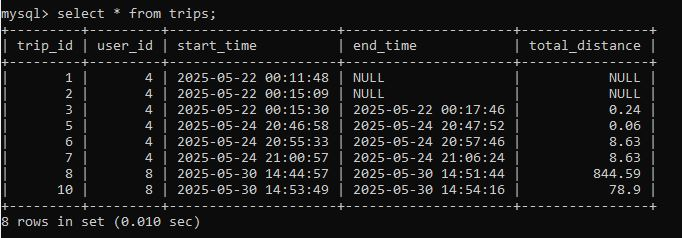 mysql> select * from trips;
+---------+---------+---------------------+---------------------+----------------+
| trip_id | user_id | start_time          | end_time            | total_distance |
+---------+---------+---------------------+---------------------+----------------+
|       1 |       4 | 2025-05-22 00:11:48 | NULL                |           NULL |
|       2 |       4 | 2025-05-22 00:15:09 | NULL                |           NULL |
|       3 |       4 | 2025-05-22 00:15:30 | 2025-05-22 00:17:46 |           0.24 |
|       5 |       4 | 2025-05-24 20:46:58 | 2025-05-24 20:47:52 |           0.06 |
|       6 |       4 | 2025-05-24 20:55:33 | 2025-05-24 20:57:46 |           8.63 |
|       7 |       4 | 2025-05-24 21:00:57 | 2025-05-24 21:06:24 |           8.63 |
|       8 |       8 | 2025-05-30 14:44:57 | 2025-05-30 14:51:44 |         844.59 |
|      10 |       8 | 2025-05-30 14:53:49 | 2025-05-30 14:54:16 |           78.9 |
+---------+---------+---------------------+---------------------+----------------+
8 rows in set (0.010 sec)